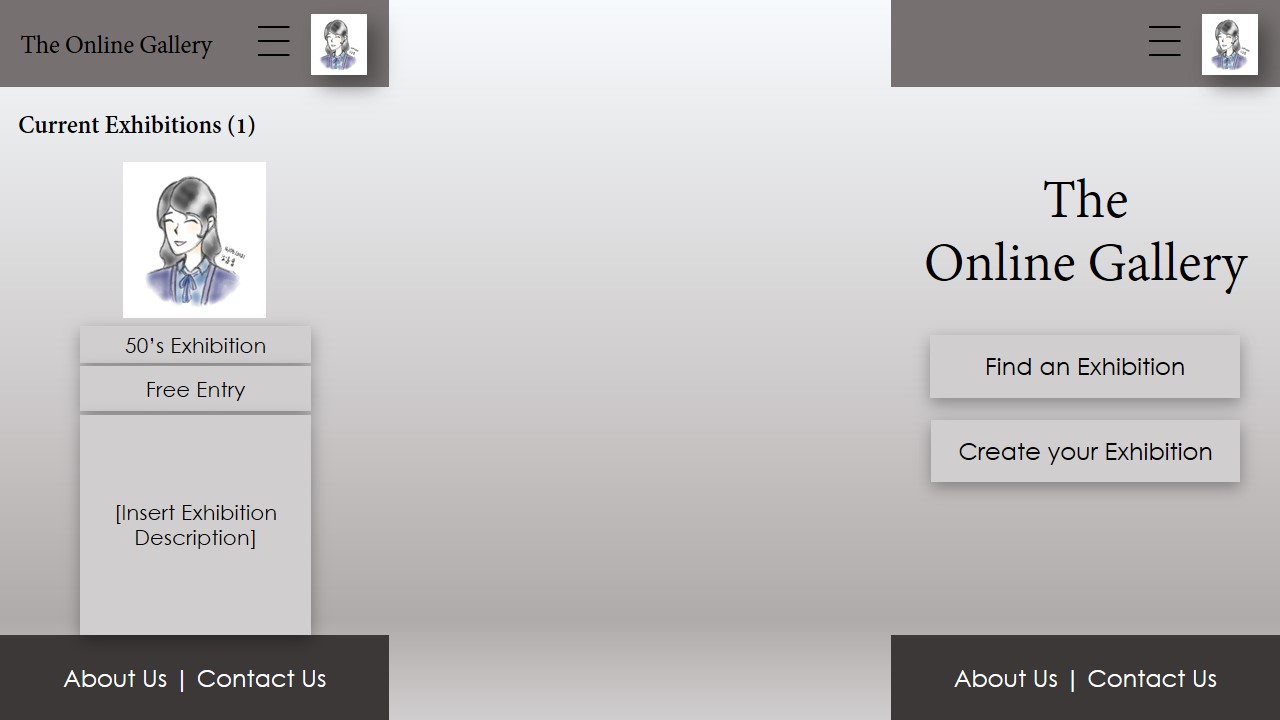 The Online Gallery
Current Exhibitions (1)
50's Exhibition
Free Entry
[Insert Exhibition
Description]
About Us | Contact Us
The
Online Gallery
Find an Exhibition
Create your Exhibition
About Us | Contact Us